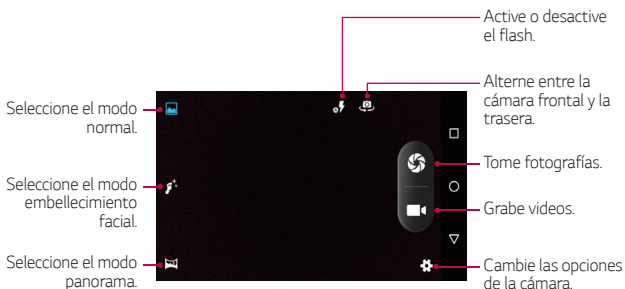 Active o desactive
el flash.
Alterne entre la
cámara frontal y la
trasera.
Seleccione el modo
normal.
Tome fotografías.
Seleccione el modo
embellecimiento
facial.
Grabe videos.
Seleccione el modo
panorama.
Cambie las opciones
de la cámara.